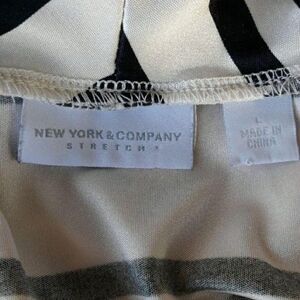 NEW YORK & COMPANY
STRETCH
L
MADE IN
CHINA